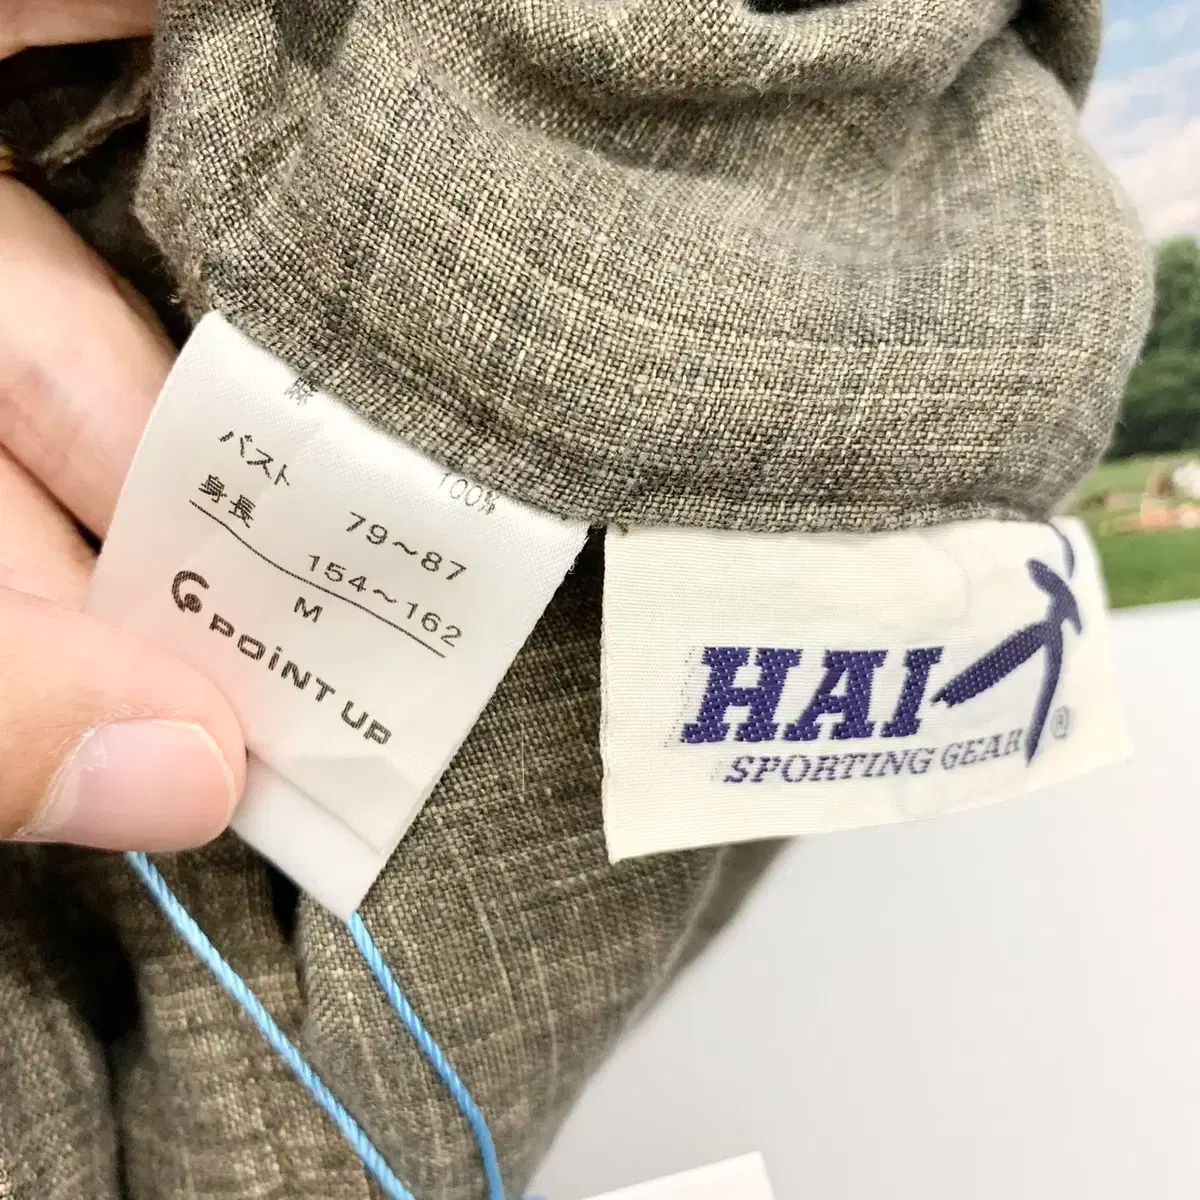 麻 100%
バスト 79～87
身長 154～162
M
POINT UP
HAI
SPORTING GEAR ®